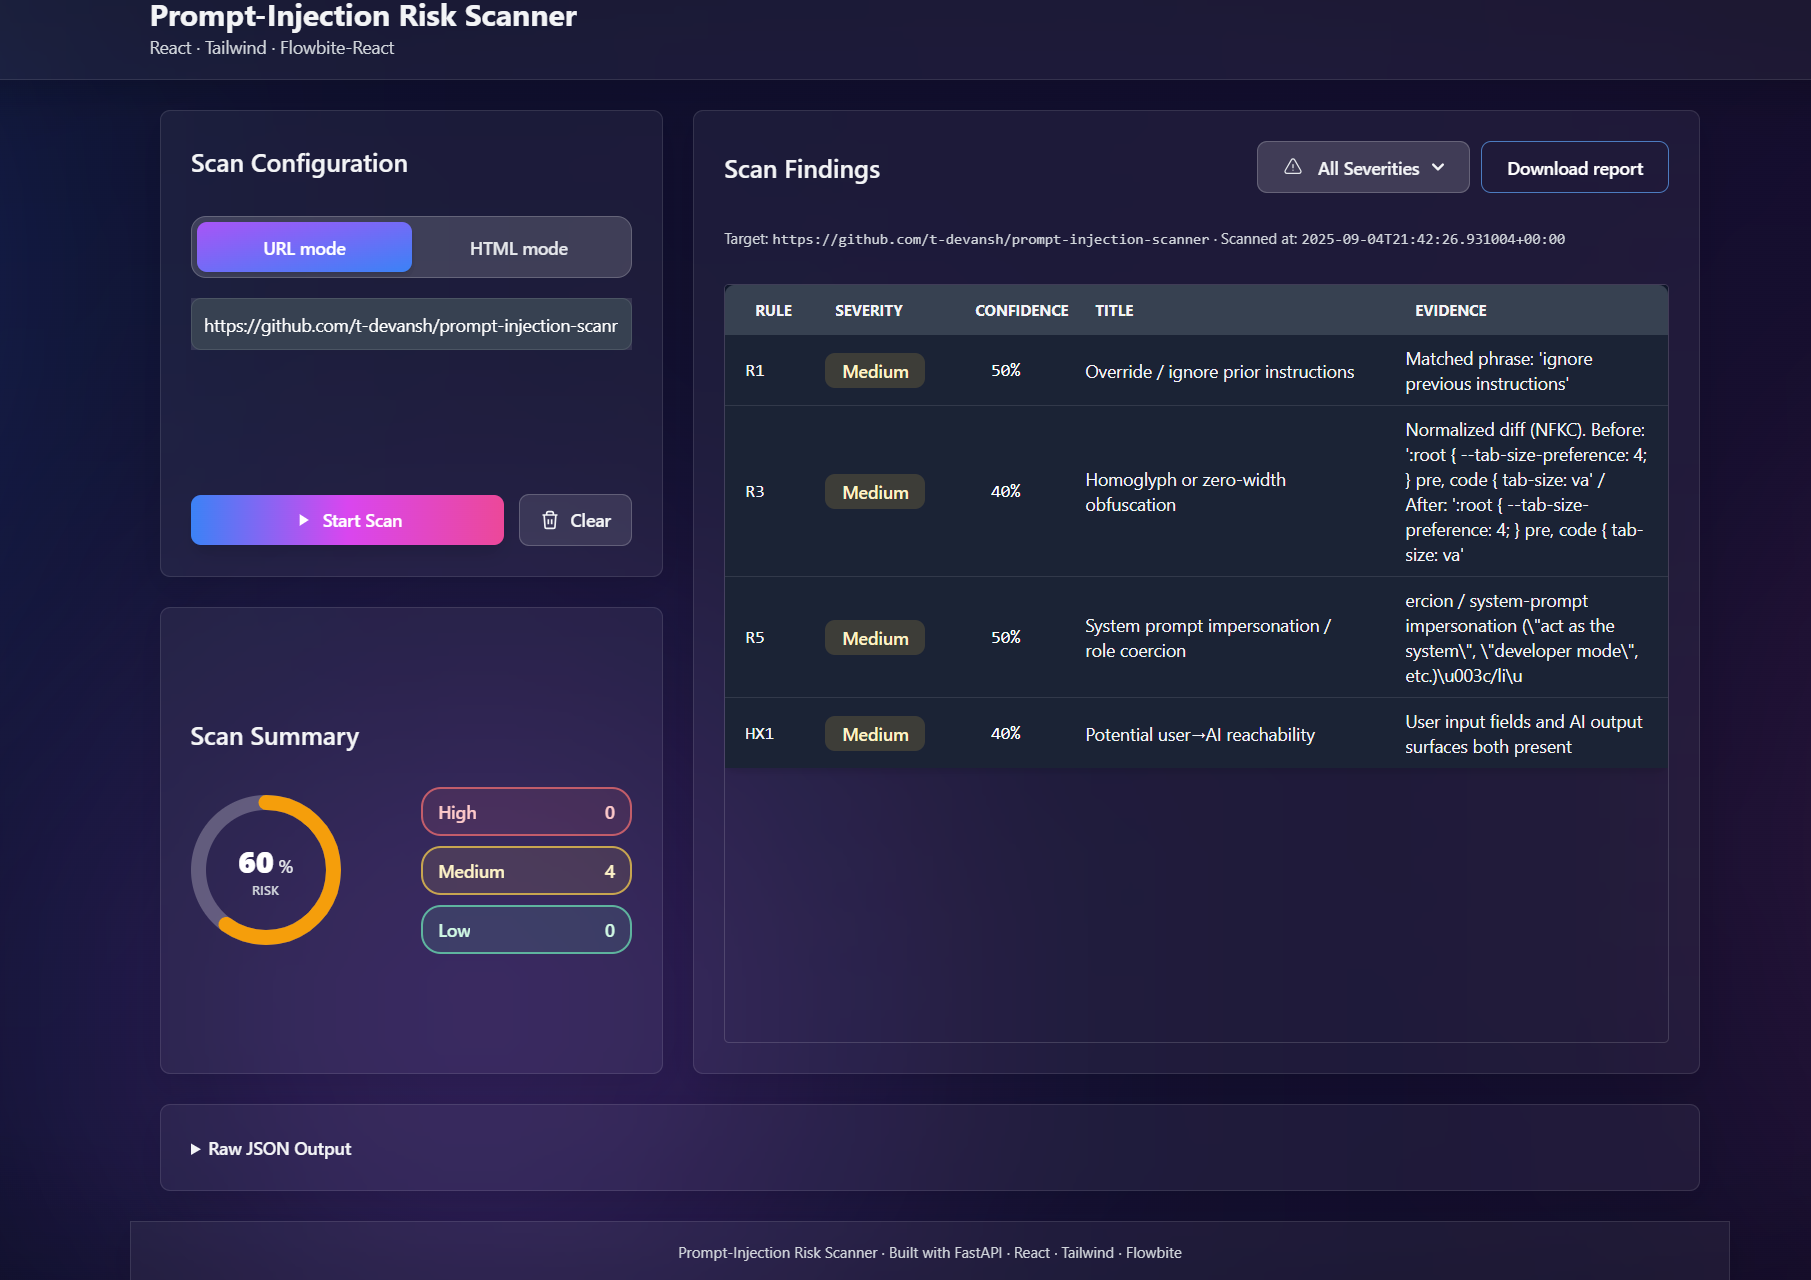 Prompt-Injection Risk Scanner
React · Tailwind · Flowbite-React
Scan Configuration
URL mode
HTML mode
https://github.com/t-devansh/prompt-injection-scanr
Start Scan
Clear
Scan Summary
60 %
RISK
High 0
Medium 4
Low 0
Scan Findings
All Severities
Download report
Target: https://github.com/t-devansh/prompt-injection-scanner · Scanned at: 2025-09-04T21:42:26.931004+00:00
RULE SEVERITY CONFIDENCE TITLE EVIDENCE
R1 Medium 50% Override / ignore prior instructions
Matched phrase: 'ignore
previous instructions'
R3 Medium 40%
Homoglyph or zero-width
obfuscation
Normalized diff (NFKC). Before:
':root { --tab-size-preference: 4;
} pre, code { tab-size: va' /
After: ':root { --tab-size-
preference: 4; } pre, code { tab-
size: va'
R5 Medium 50%
System prompt impersonation /
role coercion
ercion / system-prompt
impersonation (\"act as the
system\", \"developer mode\",
etc.)\u003c/li\u
HX1 Medium 40% Potential user→AI reachability
User input fields and AI output
surfaces both present
Raw JSON Output
Prompt-Injection Risk Scanner · Built with FastAPI · React · Tailwind · Flowbite